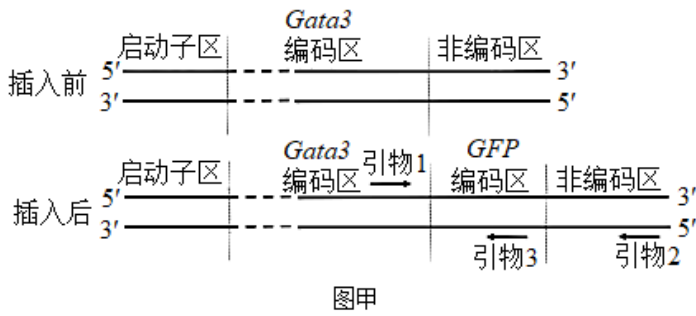 Gata3
启动子区 编码区 非编码区
插入前 5′ 3′
3′ 5′
Gata3 引物1 GFP
启动子区 编码区 编码区 非编码区
插入后 5′ 3′
3′ 5′
引物3 引物2
图甲